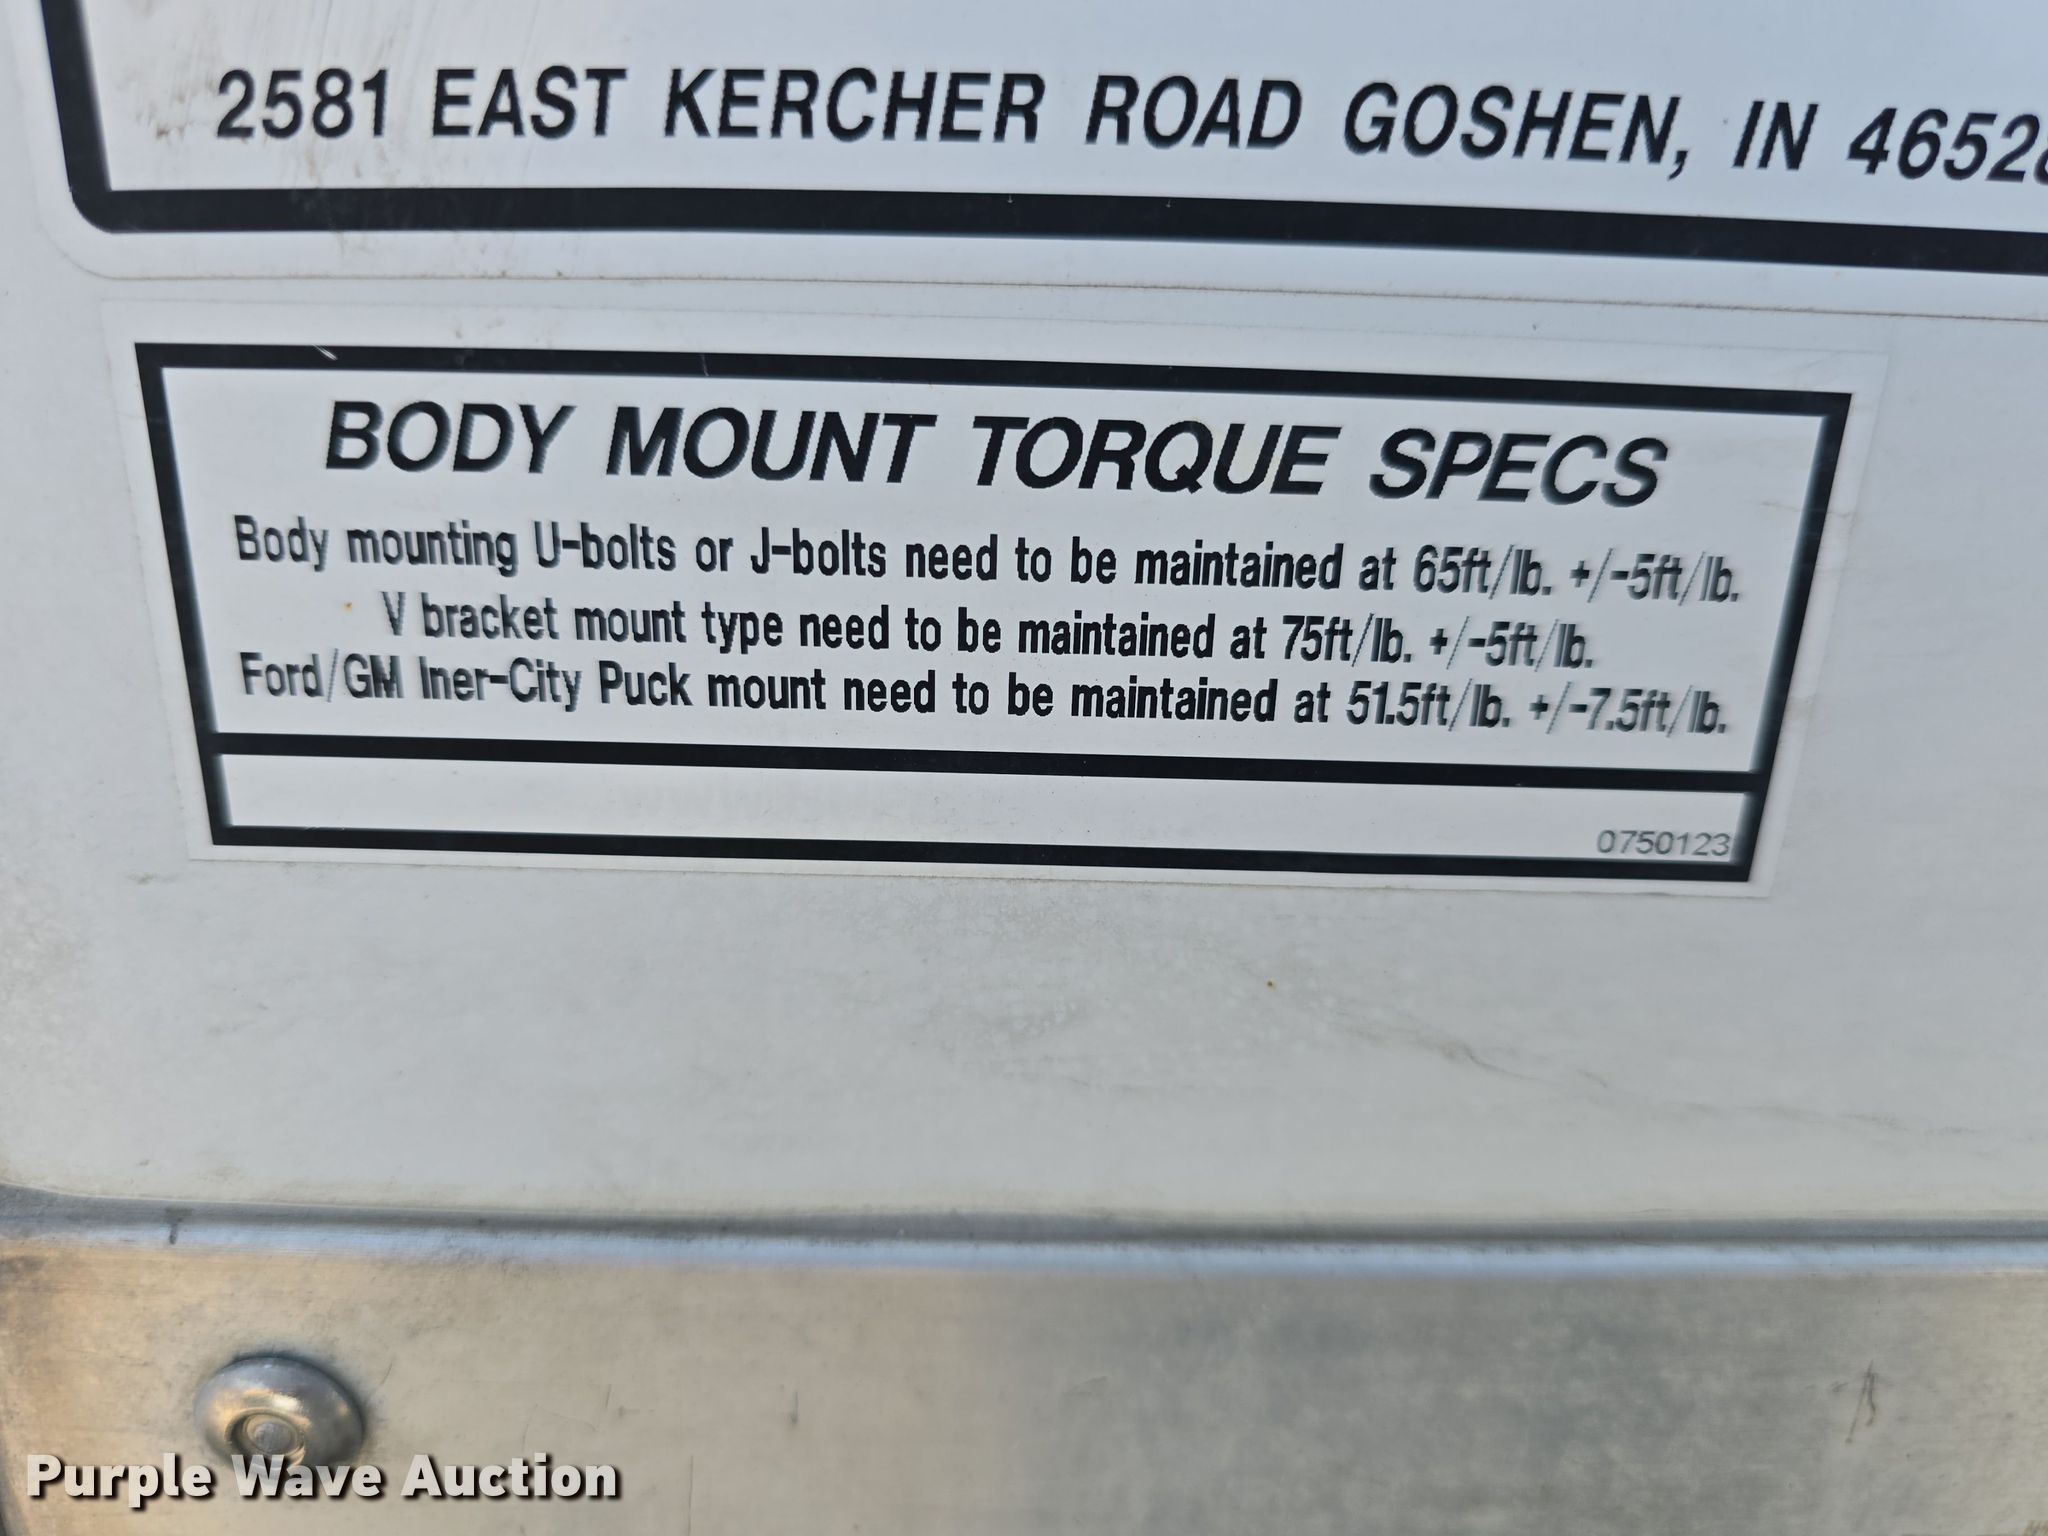 2581 EAST KERCHER ROAD GOSHEN, IN 46528
BODY MOUNT TORQUE SPECS
Body mounting U-bolts or J-bolts need to be maintained at 65ft/lb. +/-5ft/lb.
V bracket mount type need to be maintained at 75ft/lb. +/-5ft/lb.
Ford/GM Iner-City Puck mount need to be maintained at 51.5ft/lb. +/-7.5ft/lb.
0750123
Purple Wave Auction